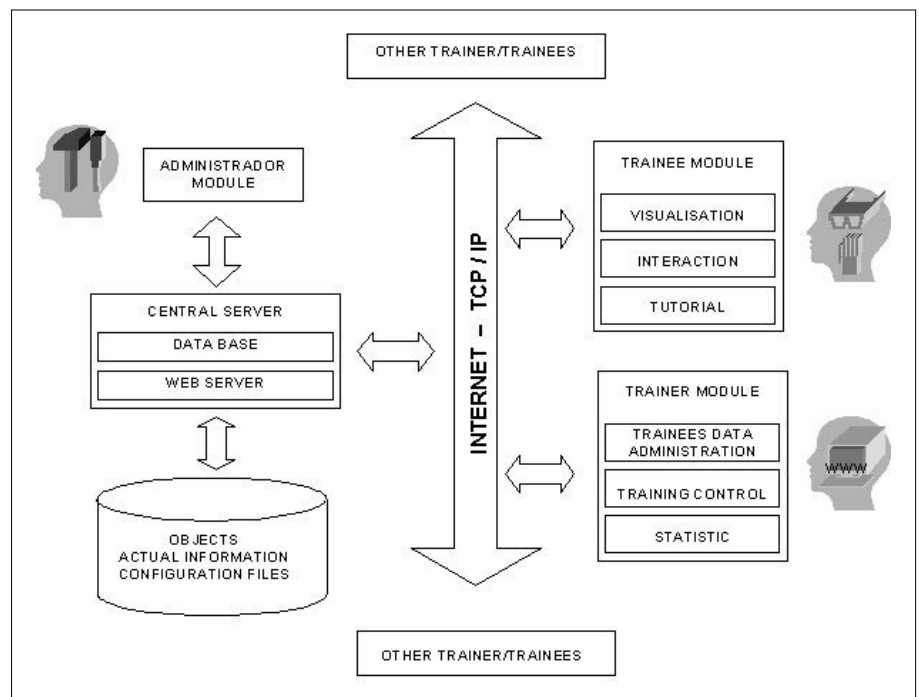 OTHER TRAINER/TRAINEES
ADMINISTRADOR
MODULE
CENTRAL SERVER
DATA BASE
WEB SERVER
OBJECTS
ACTUAL INFORMATION
CONFIGURATION FILES
INTERNET – TCP / IP
TRAINEE MODULE
VISUALISATION
INTERACTION
TUTORIAL
TRAINER MODULE
TRAINEES DATA
ADMINISTRATION
TRAINING CONTROL
STATISTIC
WWW
OTHER TRAINER/TRAINEES